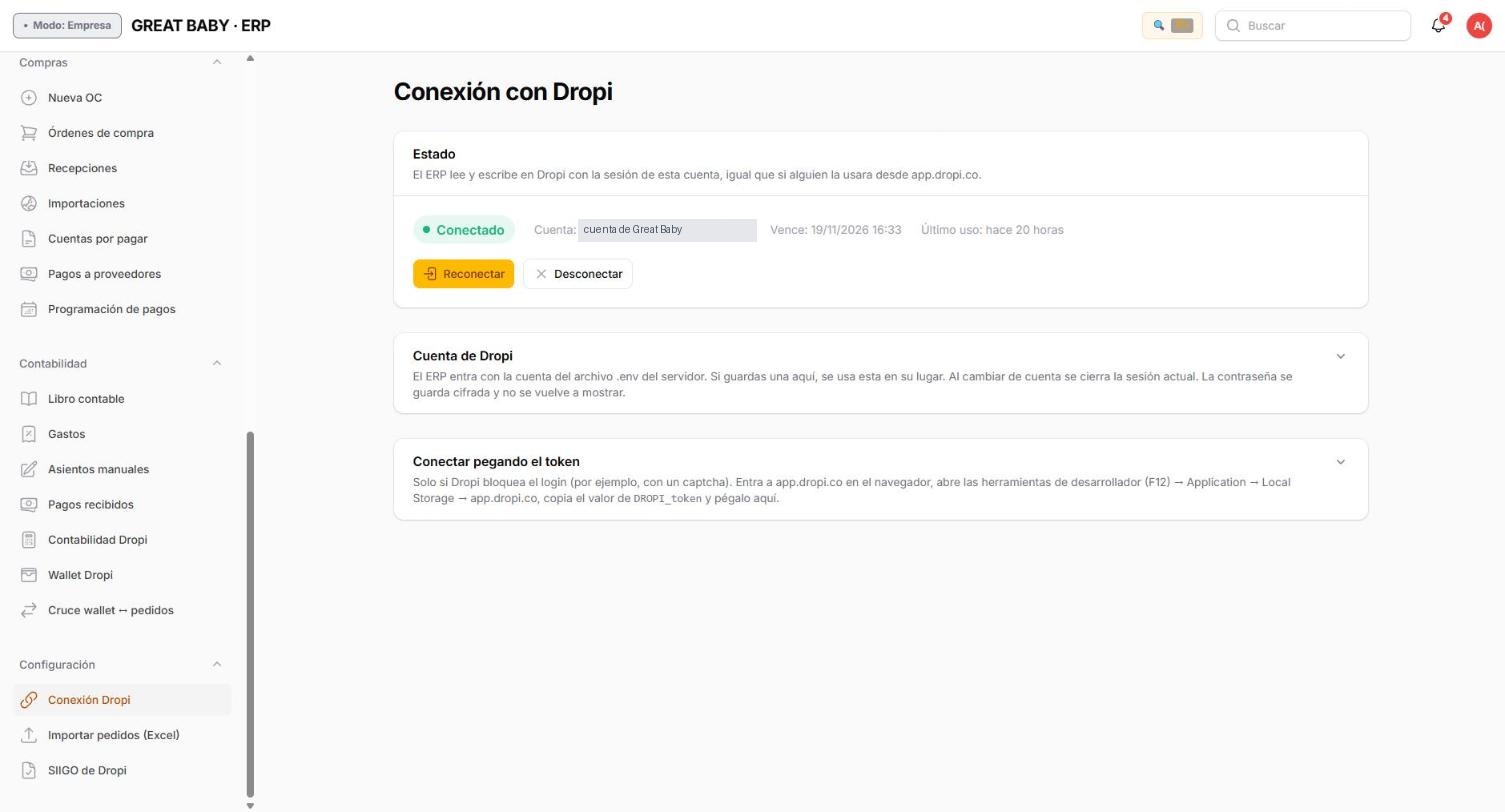 • Modo: Empresa
GREAT BABY · ERP
Buscar
4
A(
Compras
Nueva OC
Órdenes de compra
Recepciones
Importaciones
Cuentas por pagar
Pagos a proveedores
Programación de pagos
Contabilidad
Libro contable
Gastos
Asientos manuales
Pagos recibidos
Contabilidad Dropi
Wallet Dropi
Cruce wallet ↔ pedidos
Configuración
Conexión Dropi
Importar pedidos (Excel)
SIIGO de Dropi
Conexión con Dropi
Estado
El ERP lee y escribe en Dropi con la sesión de esta cuenta, igual que si alguien la usara desde app.dropi.co.
Conectado
Cuenta: cuenta de Great Baby
Vence: 19/11/2026 16:33
Último uso: hace 20 horas
Reconectar
Desconectar
Cuenta de Dropi
El ERP entra con la cuenta del archivo .env del servidor. Si guardas una aquí, se usa esta en su lugar. Al cambiar de cuenta se cierra la sesión actual. La contraseña se
guarda cifrada y no se vuelve a mostrar.
Conectar pegando el token
Solo si Dropi bloquea el login (por ejemplo, con un captcha). Entra a app.dropi.co en el navegador, abre las herramientas de desarrollador (F12) → Application → Local
Storage → app.dropi.co, copia el valor de DROPI_token y pégalo aquí.